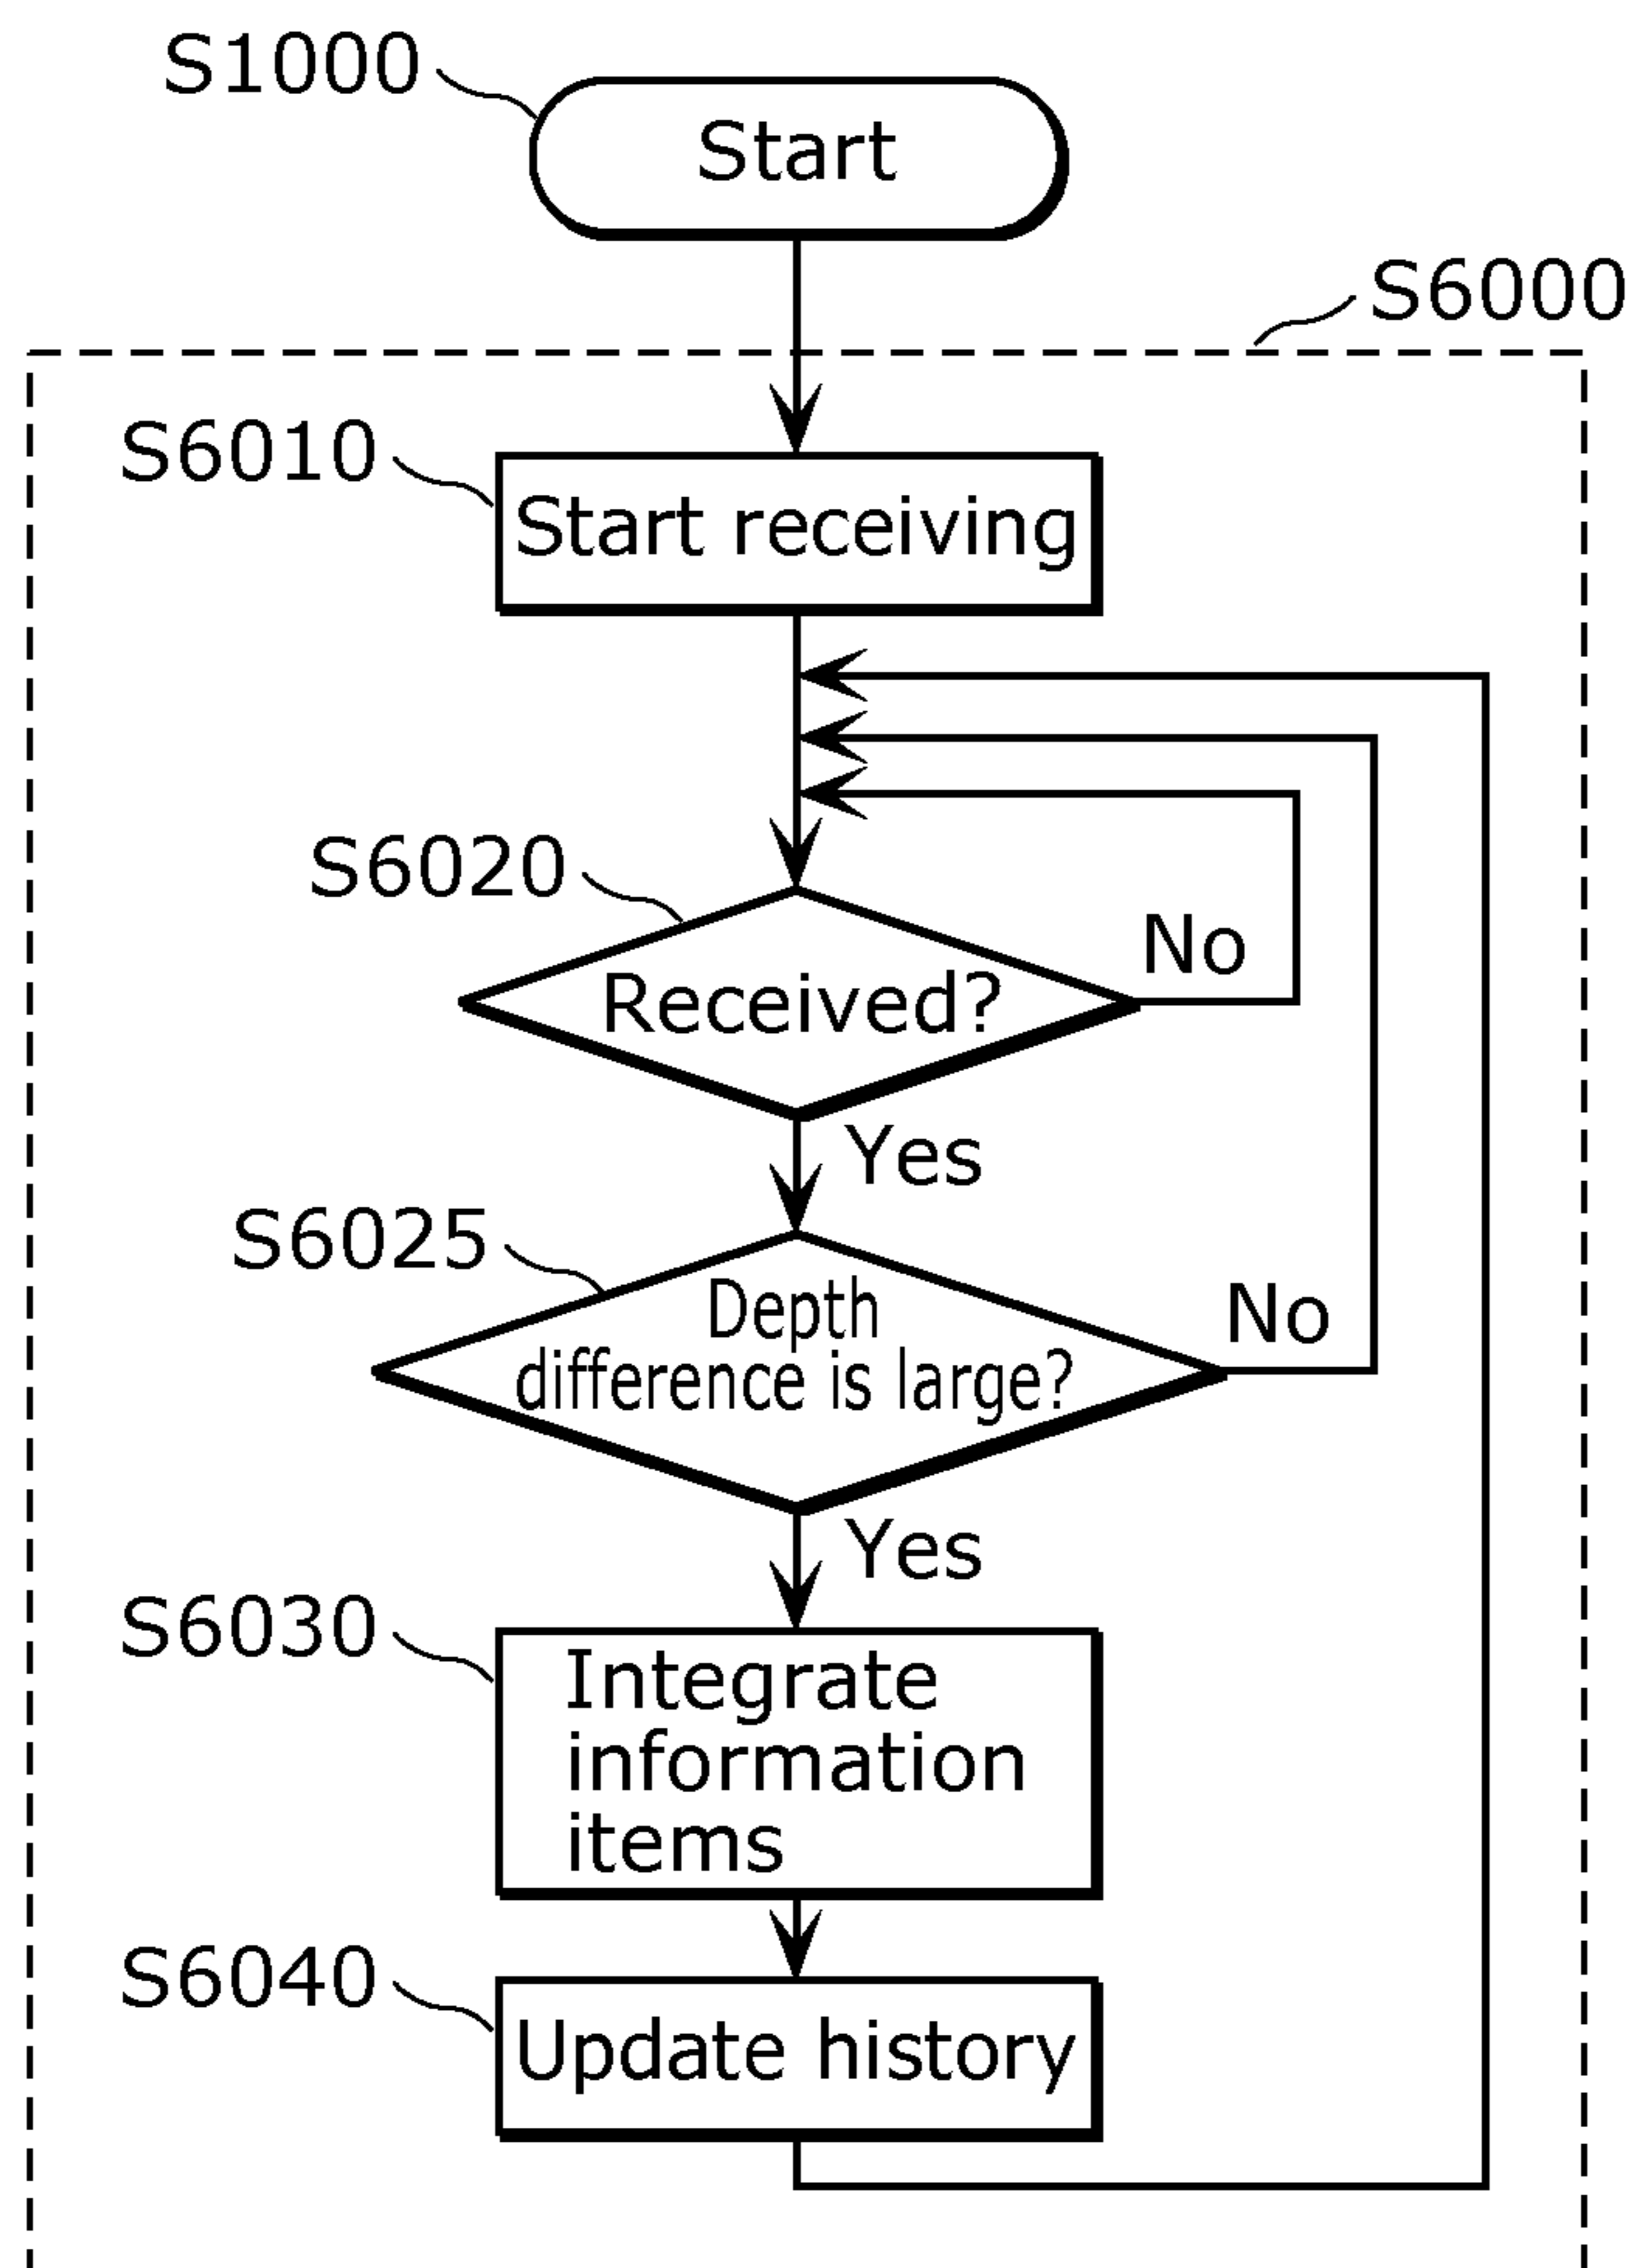 S1000
Start
S6000
S6010
Start receiving
S6020
No
Received?
Yes
S6025
Depth
No
difference is large?
Yes
S6030
Integrate
information
items
S6040
Update history